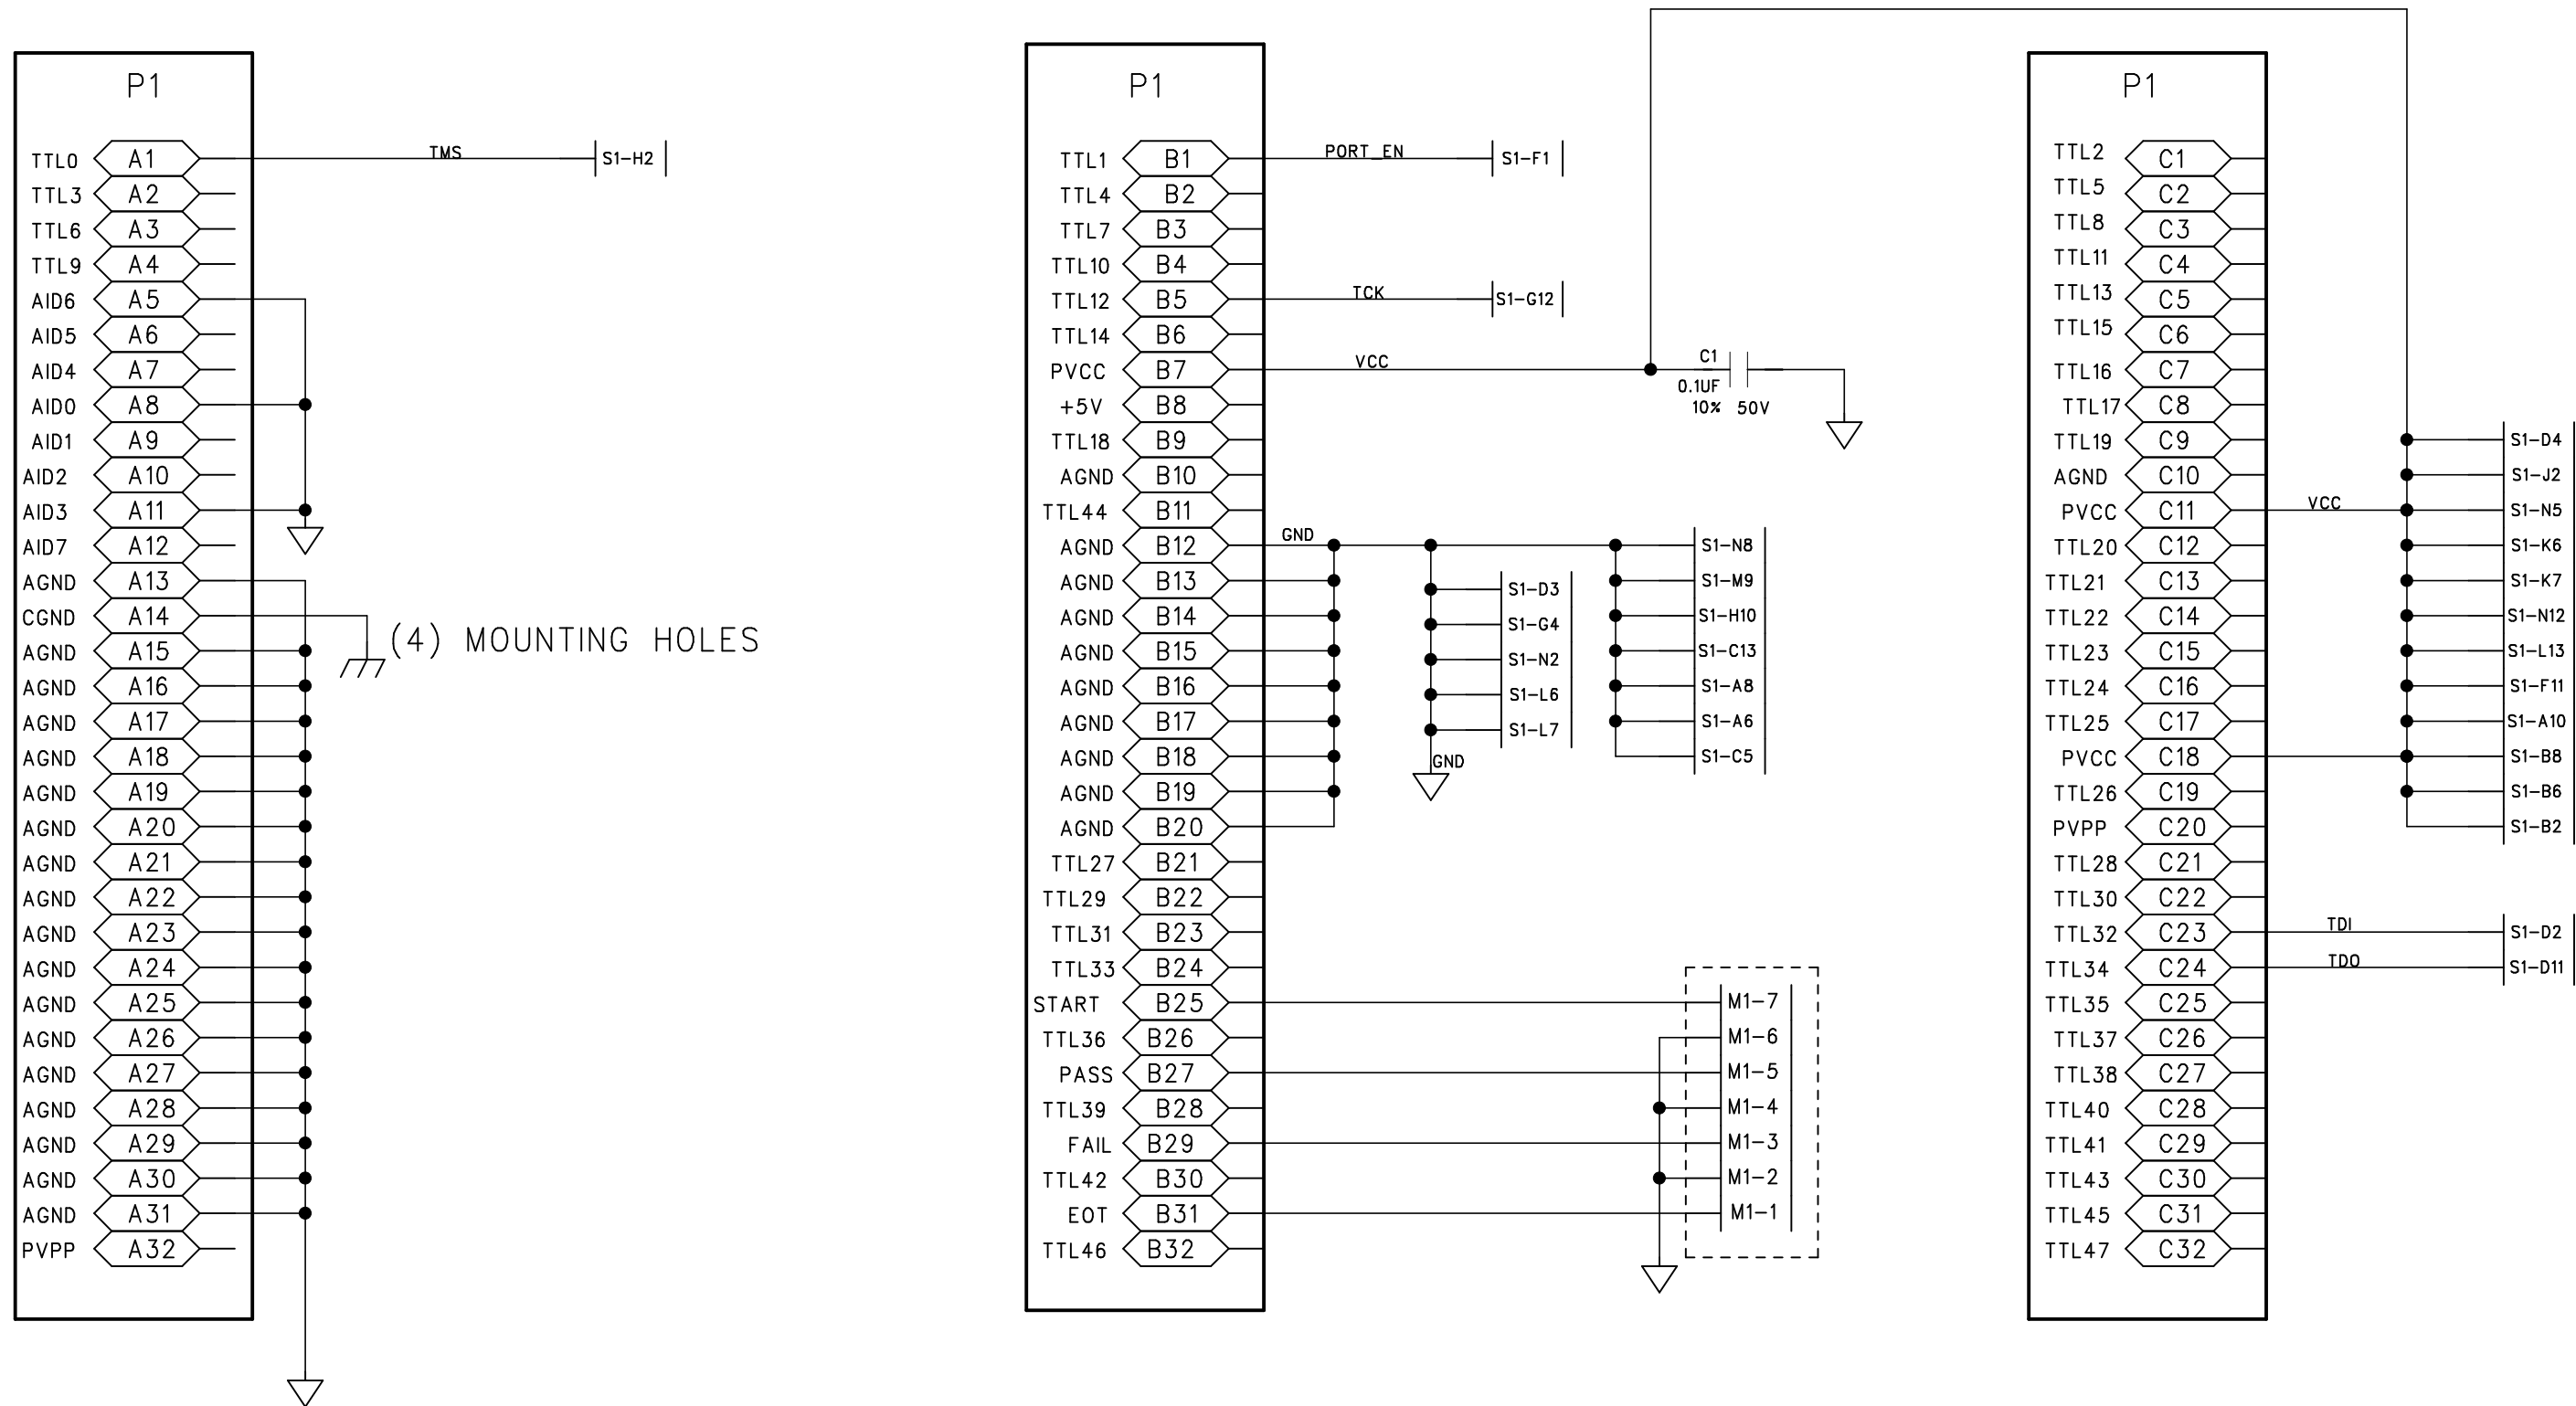 P1
TTL0 A1 TMS S1-H2
TTL3 A2
TTL6 A3
TTL9 A4
AID6 A5
AID5 A6
AID4 A7
AID0 A8
AID1 A9
AID2 A10
AID3 A11
AID7 A12
AGND A13
CGND A14 (4) MOUNTING HOLES
AGND A15
AGND A16
AGND A17
AGND A18
AGND A19
AGND A20
AGND A21
AGND A22
AGND A23
AGND A24
AGND A25
AGND A26
AGND A27
AGND A28
AGND A29
AGND A30
AGND A31
PVPP A32
P1
TTL1 B1 PORT_EN S1-F1
TTL4 B2
TTL7 B3
TTL10 B4
TTL12 B5 TCK S1-G12
TTL14 B6
PVCC B7 VCC C1
0.1UF
10% 50V
+5V B8
TTL18 B9
AGND B10
TTL44 B11
AGND B12 GND S1-N8
AGND B13 S1-D3 S1-M9
AGND B14 S1-G4 S1-H10
AGND B15 S1-N2 S1-C13
AGND B16 S1-L6 S1-A8
AGND B17 S1-L7 S1-A6
AGND B18 GND S1-C5
AGND B19
AGND B20
TTL27 B21
TTL29 B22
TTL31 B23
TTL33 B24
START B25 M1-7
TTL36 B26 M1-6
PASS B27 M1-5
TTL39 B28 M1-4
FAIL B29 M1-3
TTL42 B30 M1-2
EOT B31 M1-1
TTL46 B32
P1
TTL2 C1
TTL5 C2
TTL8 C3
TTL11 C4
TTL13 C5
TTL15 C6
TTL16 C7
TTL17 C8
TTL19 C9 S1-D4
AGND C10 S1-J2
PVCC C11 VCC S1-N5
TTL20 C12 S1-K6
TTL21 C13 S1-K7
TTL22 C14 S1-N12
TTL23 C15 S1-L13
TTL24 C16 S1-F11
TTL25 C17 S1-A10
PVCC C18 S1-B8
TTL26 C19 S1-B6
PVPP C20 S1-B2
TTL28 C21
TTL30 C22
TTL32 C23 TDI S1-D2
TTL34 C24 TDO S1-D11
TTL35 C25
TTL37 C26
TTL38 C27
TTL40 C28
TTL41 C29
TTL43 C30
TTL45 C31
TTL47 C32